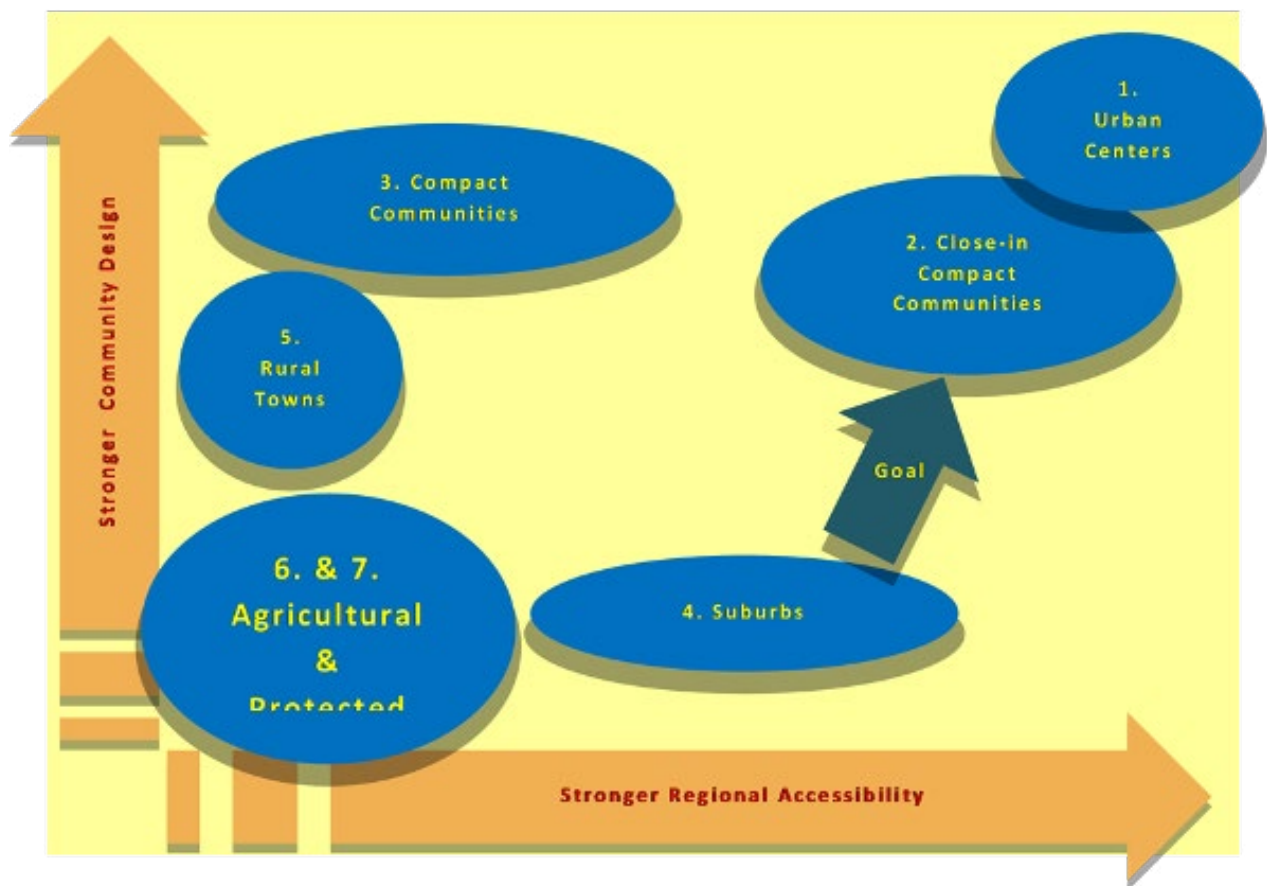 1.
Urban
Centers
3. Compact
Communities
2. Close-in
Compact
Communities
5.
Rural
Towns
Goal
6. & 7.
Agricultural
&
Protected
4. Suburbs
Stronger Community Design
Stronger Regional Accessibility